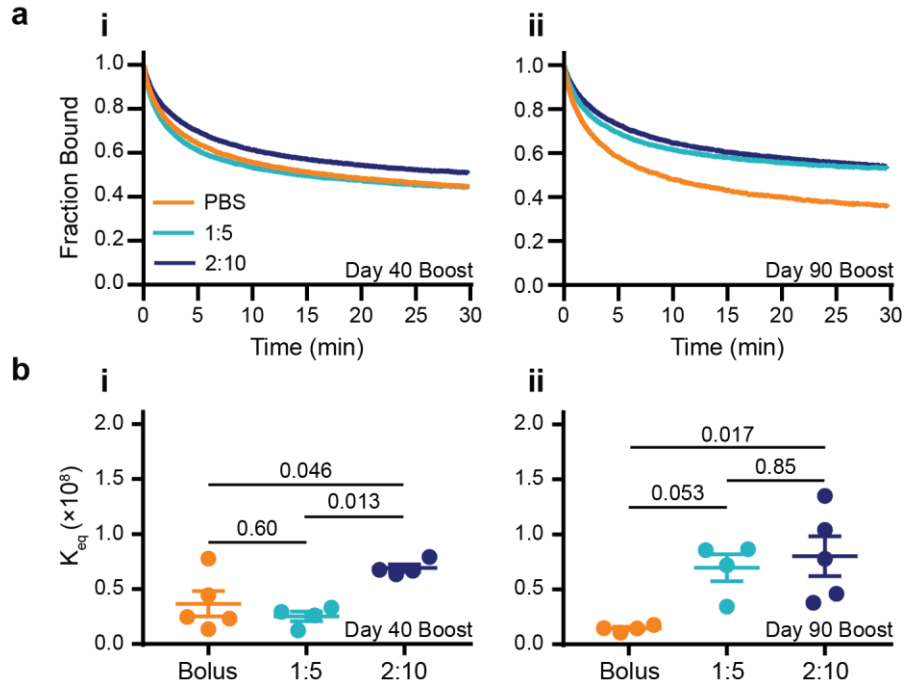 a
i
ii
Fraction Bound
1.0
0.8
0.6
0.4
0.2
0.0
PBS
1:5
2:10
Day 40 Boost
0 5 10 15 20 25 30
Time (min)
1.0
0.8
0.6
0.4
0.2
0.0
Day 90 Boost
0 5 10 15 20 25 30
Time (min)
b
i
ii
Keq (×10⁸)
2.0
1.5
1.0
0.5
0.0
0.046
0.013
0.60
Day 40 Boost
Bolus 1:5 2:10
2.0
1.5
1.0
0.5
0.0
0.017
0.85
0.053
Day 90 Boost
Bolus 1:5 2:10